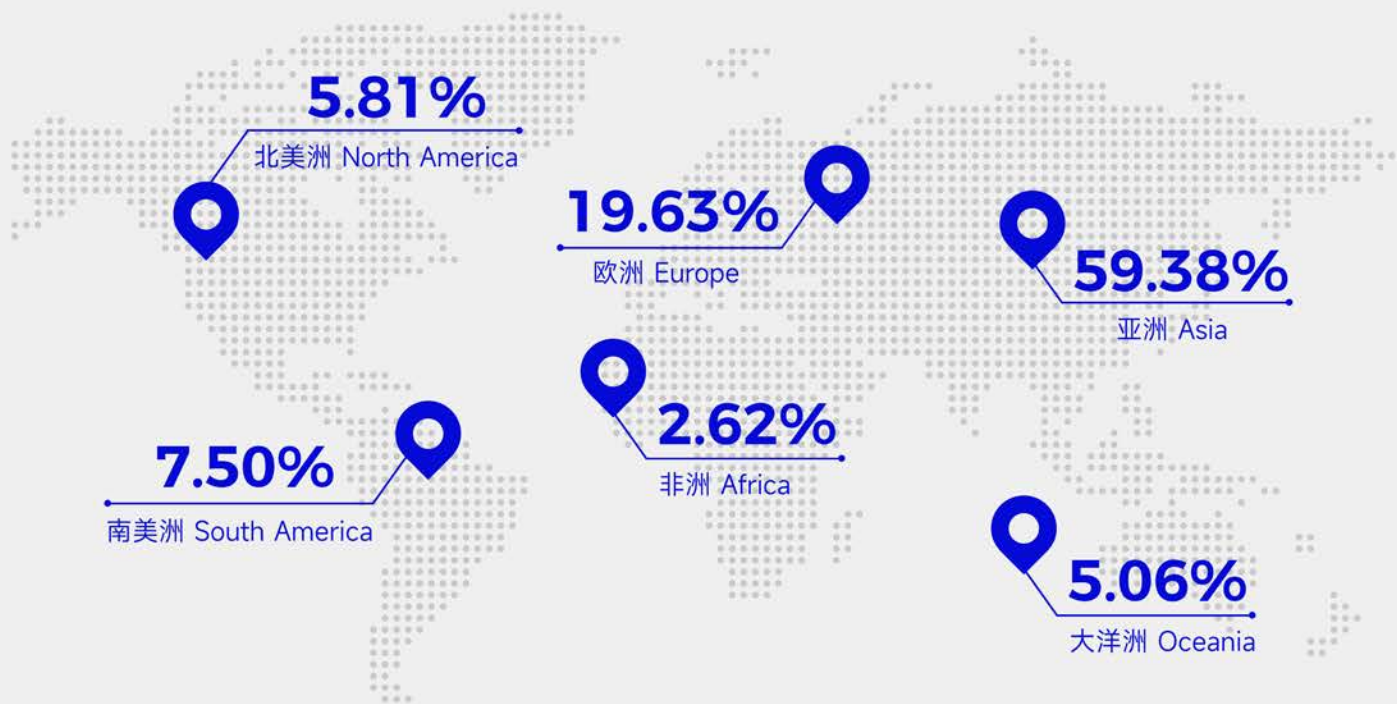 5.81%
北美洲 North America
19.63%
欧洲 Europe
59.38%
亚洲 Asia
2.62%
非洲 Africa
7.50%
南美洲 South America
5.06%
大洋洲 Oceania